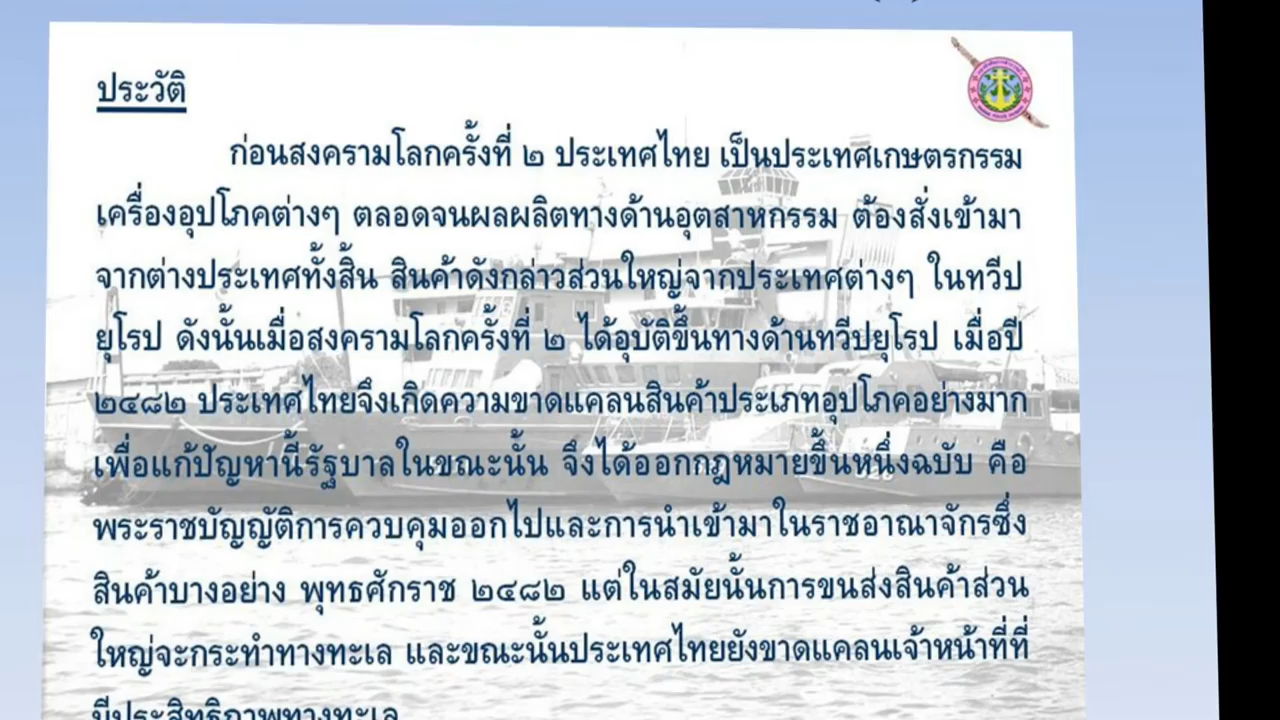 ประวัติ
ก่อนสงครามโลกครั้งที่ ๒ ประเทศไทย เป็นประเทศเกษตรกรรม
เครื่องอุปโภคต่างๆ ตลอดจนผลผลิตทางด้านอุตสาหกรรม ต้องสั่งเข้ามา
จากต่างประเทศทั้งสิ้น สินค้าดังกล่าวส่วนใหญ่จากประเทศต่างๆ ในทวีป
ยุโรป ดังนั้นเมื่อสงครามโลกครั้งที่ ๒ ได้อุบัติขึ้นทางด้านทวีปยุโรป เมื่อปี
๒๔๘๒ ประเทศไทยจึงเกิดความขาดแคลนสินค้าประเภทอุปโภคอย่างมาก
เพื่อแก้ปัญหานี้รัฐบาลในขณะนั้น จึงได้ออกกฎหมายขึ้นหนึ่งฉบับ คือ
พระราชบัญญัติการควบคุมออกไปและการนำเข้ามาในราชอาณาจักรซึ่ง
สินค้าบางอย่าง พุทธศักราช ๒๔๘๒ แต่ในสมัยนั้นการขนส่งสินค้าส่วน
ใหญ่จะกระทำทางทะเล และขณะนั้นประเทศไทยยังขาดแคลนเจ้าหน้าที่ที่
มีประสิทธิภาพทางทะเล